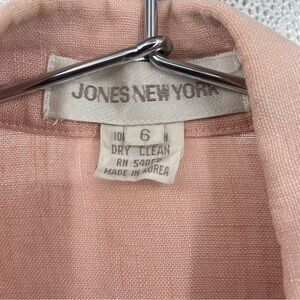 JONES NEW YORK
6
DRY CLEAN
RN
MADE IN KOREA